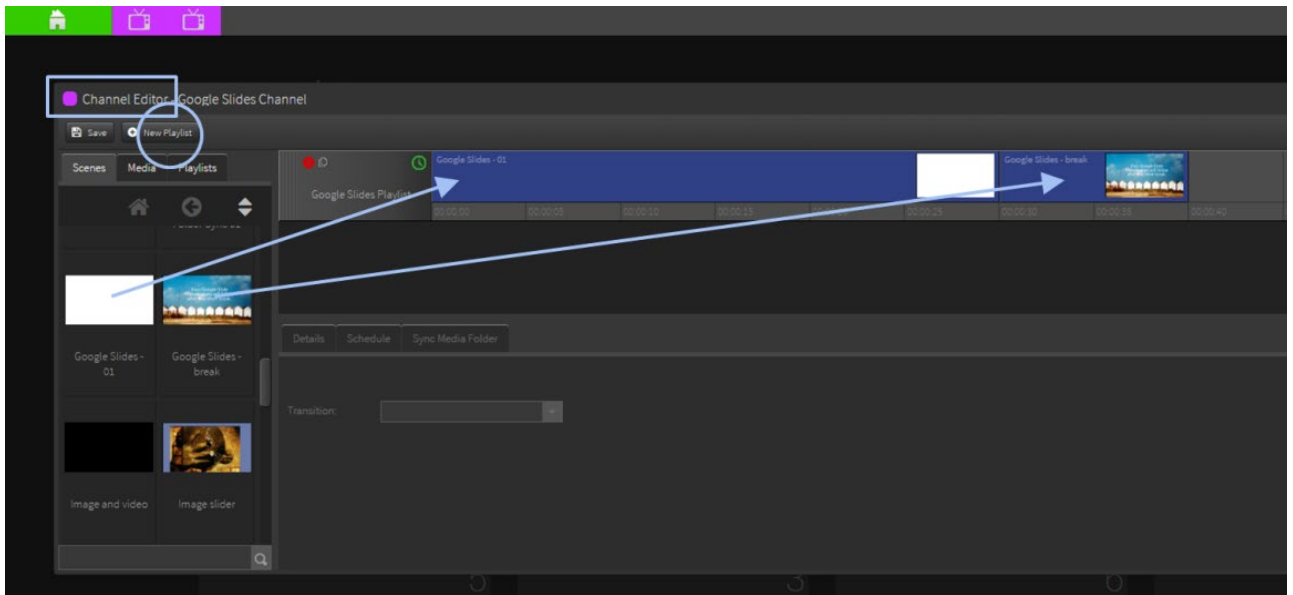 Channel Editor - Google Slides Channel
Save
New Playlist
Scenes
Media
Playlists
Google Slides Playlist
Google Slides - 01
Google Slides - break
00:00:00
00:00:05
00:00:10
00:00:15
00:00:25
00:00:30
00:00:35
00:00:40
Google Slides -
01
Google Slides -
break
Image and video
Image slider
Details
Schedule
Sync Media Folder
Transition:
5
3
6